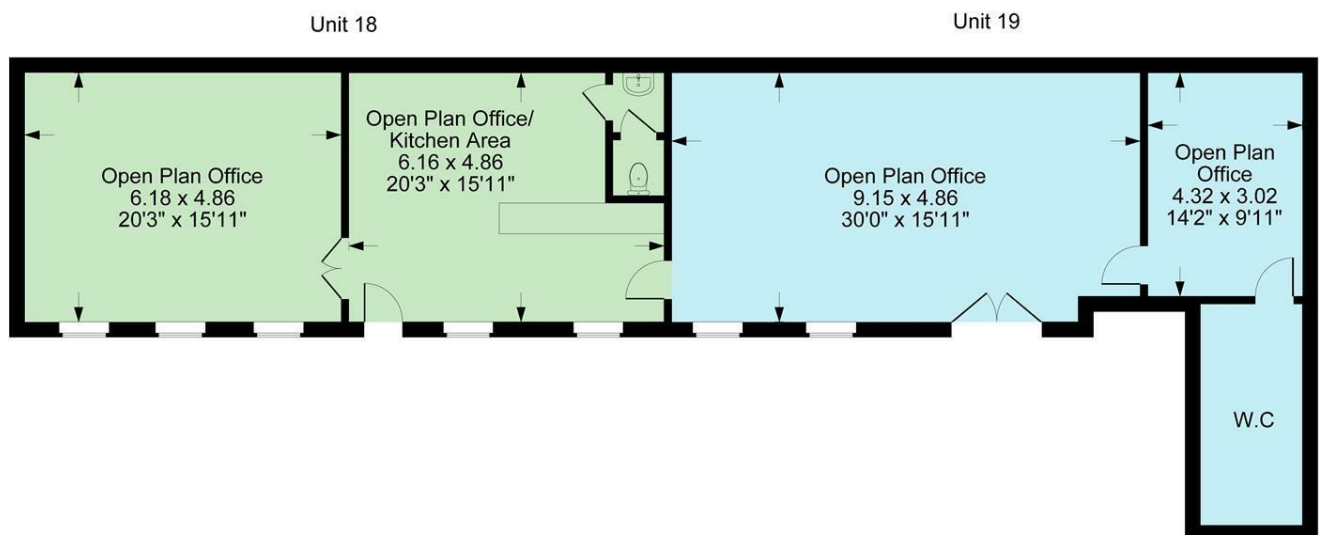 Unit 18
Unit 19
Open Plan Office
6.18 x 4.86
20'3" x 15'11"
Open Plan Office/
Kitchen Area
6.16 x 4.86
20'3" x 15'11"
Open Plan Office
9.15 x 4.86
30'0" x 15'11"
Open Plan
Office
4.32 x 3.02
14'2" x 9'11"
W.C